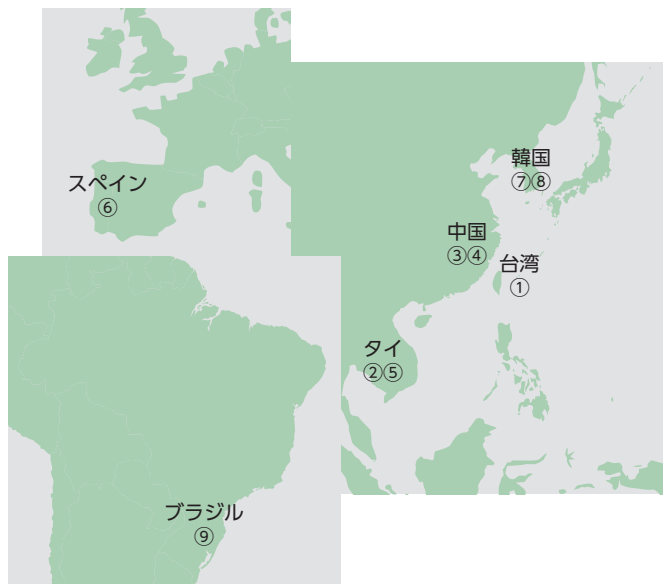 スペイン
⑥
韓国
⑦⑧
中国
③④
台湾
①
タイ
②⑤
ブラジル
⑨